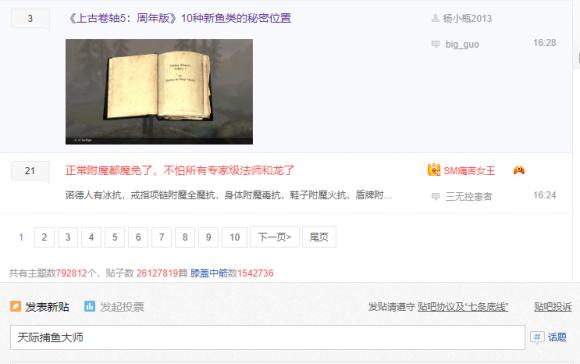 3
《上古卷轴5：周年版》10种新鱼类的秘密位置
杨小瓶2013
big_guo
16:28
21
正常附魔都魔免了，不怕所有专家级法师和龙了
SM痛苦女王
诺德人有冰抗，戒指项链附魔全魔抗，身体附魔毒抗，鞋子附魔火抗，盾牌附...
三无控患者
16:24
1 2 3 4 5 6 7 8 9 10 下一页> 尾页
共有主题数792812个，贴子数 26127819篇 膝盖中箭数1542736
发表新贴 发起投票 发贴请遵守 贴吧协议及“七条底线” 贴吧投诉
天际捕鱼大师 # 话题